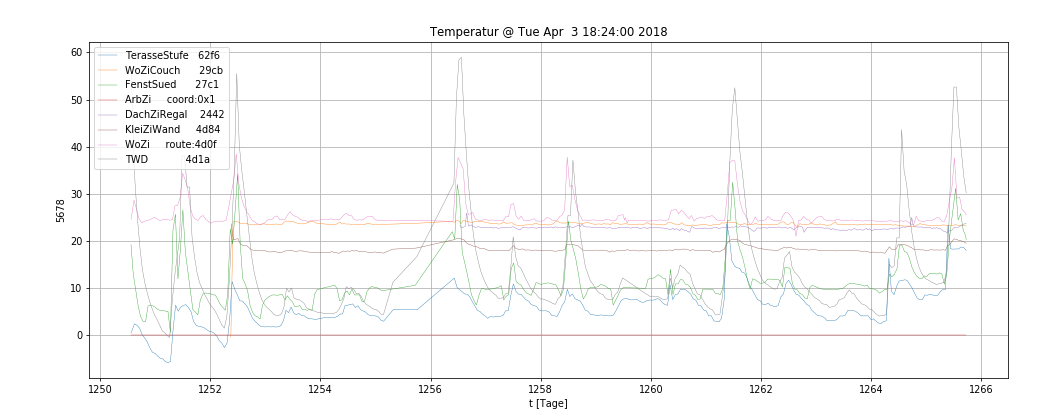 Temperatur @ Tue Apr  3 18:24:00 2018
60
50
40
30
20
10
0
5678
TerasseStufe 62f6
WoZiCouch 29cb
FenstSued 27c1
ArbZi coord:0x1
DachZiRegal 2442
KleiZiWand 4d84
WoZi route:4d0f
TWD 4d1a
1250 1252 1254 1256 1258 1260 1262 1264 1266
t [Tage]